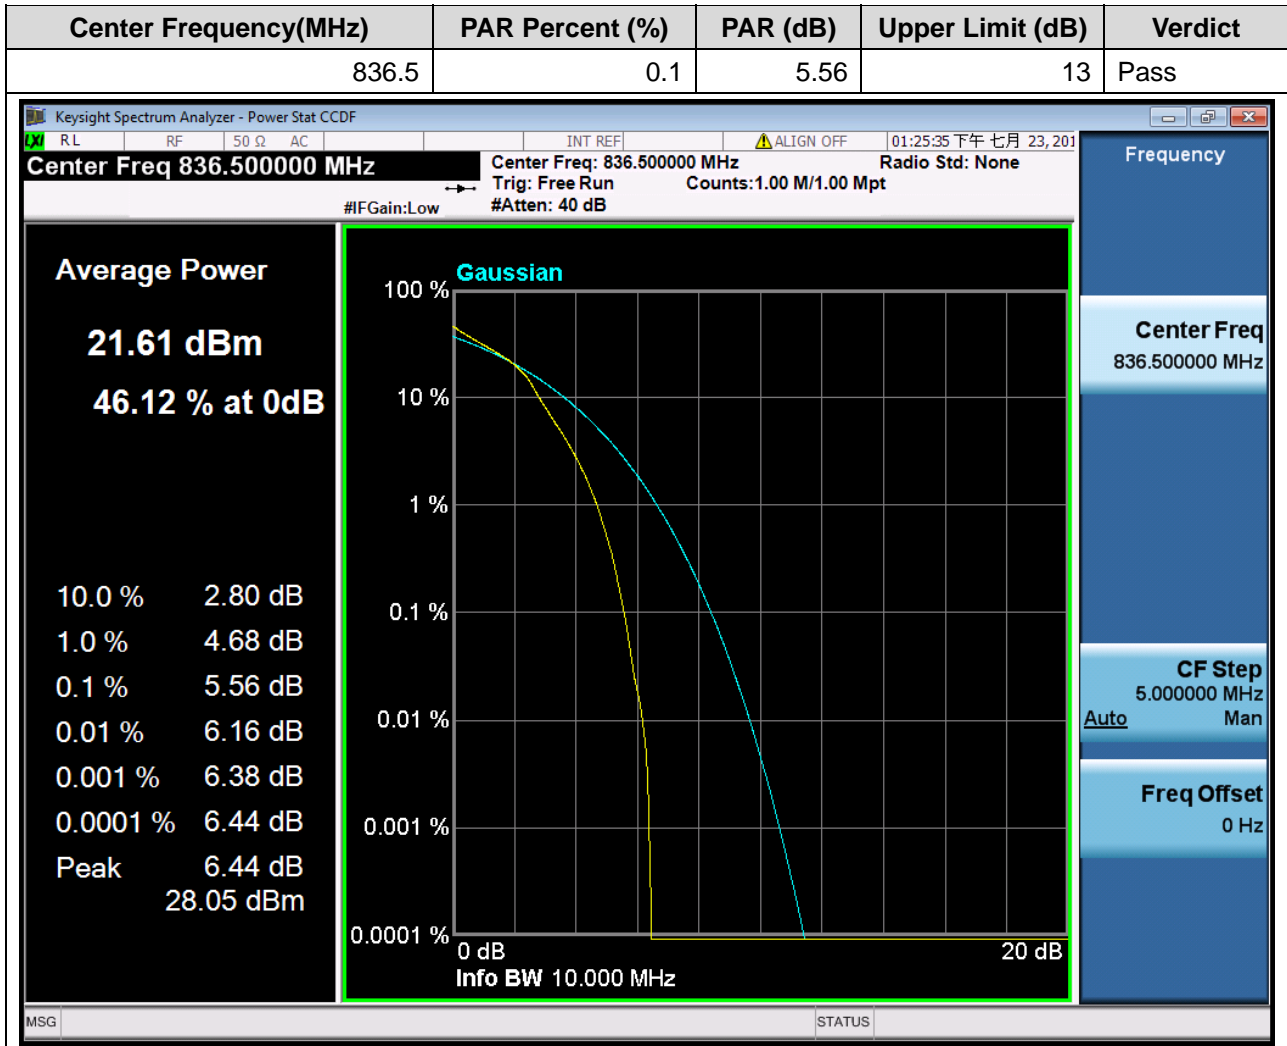 Center Frequency(MHz) PAR Percent (%) PAR (dB) Upper Limit (dB) Verdict
836.5 0.1 5.56 13 Pass
Keysight Spectrum Analyzer - Power Stat CCDF
LXI RL RF 50 Ω AC INT REF ALIGN OFF 01:25:35 下午 七月 23, 201
Center Freq 836.500000 MHz
#IFGain:Low
Center Freq: 836.500000 MHz
Trig: Free Run Counts:1.00 M/1.00 Mpt
#Atten: 40 dB
Radio Std: None
Average Power
21.61 dBm
46.12 % at 0dB
10.0 % 2.80 dB
1.0 % 4.68 dB
0.1 % 5.56 dB
0.01 % 6.16 dB
0.001 % 6.38 dB
0.0001 % 6.44 dB
Peak 6.44 dB
28.05 dBm
Gaussian
100 %
10 %
1 %
0.1 %
0.01 %
0.001 %
0.0001 %
0 dB 20 dB
Info BW 10.000 MHz
Frequency
Center Freq
836.500000 MHz
CF Step
5.000000 MHz
Auto Man
Freq Offset
0 Hz
MSG STATUS